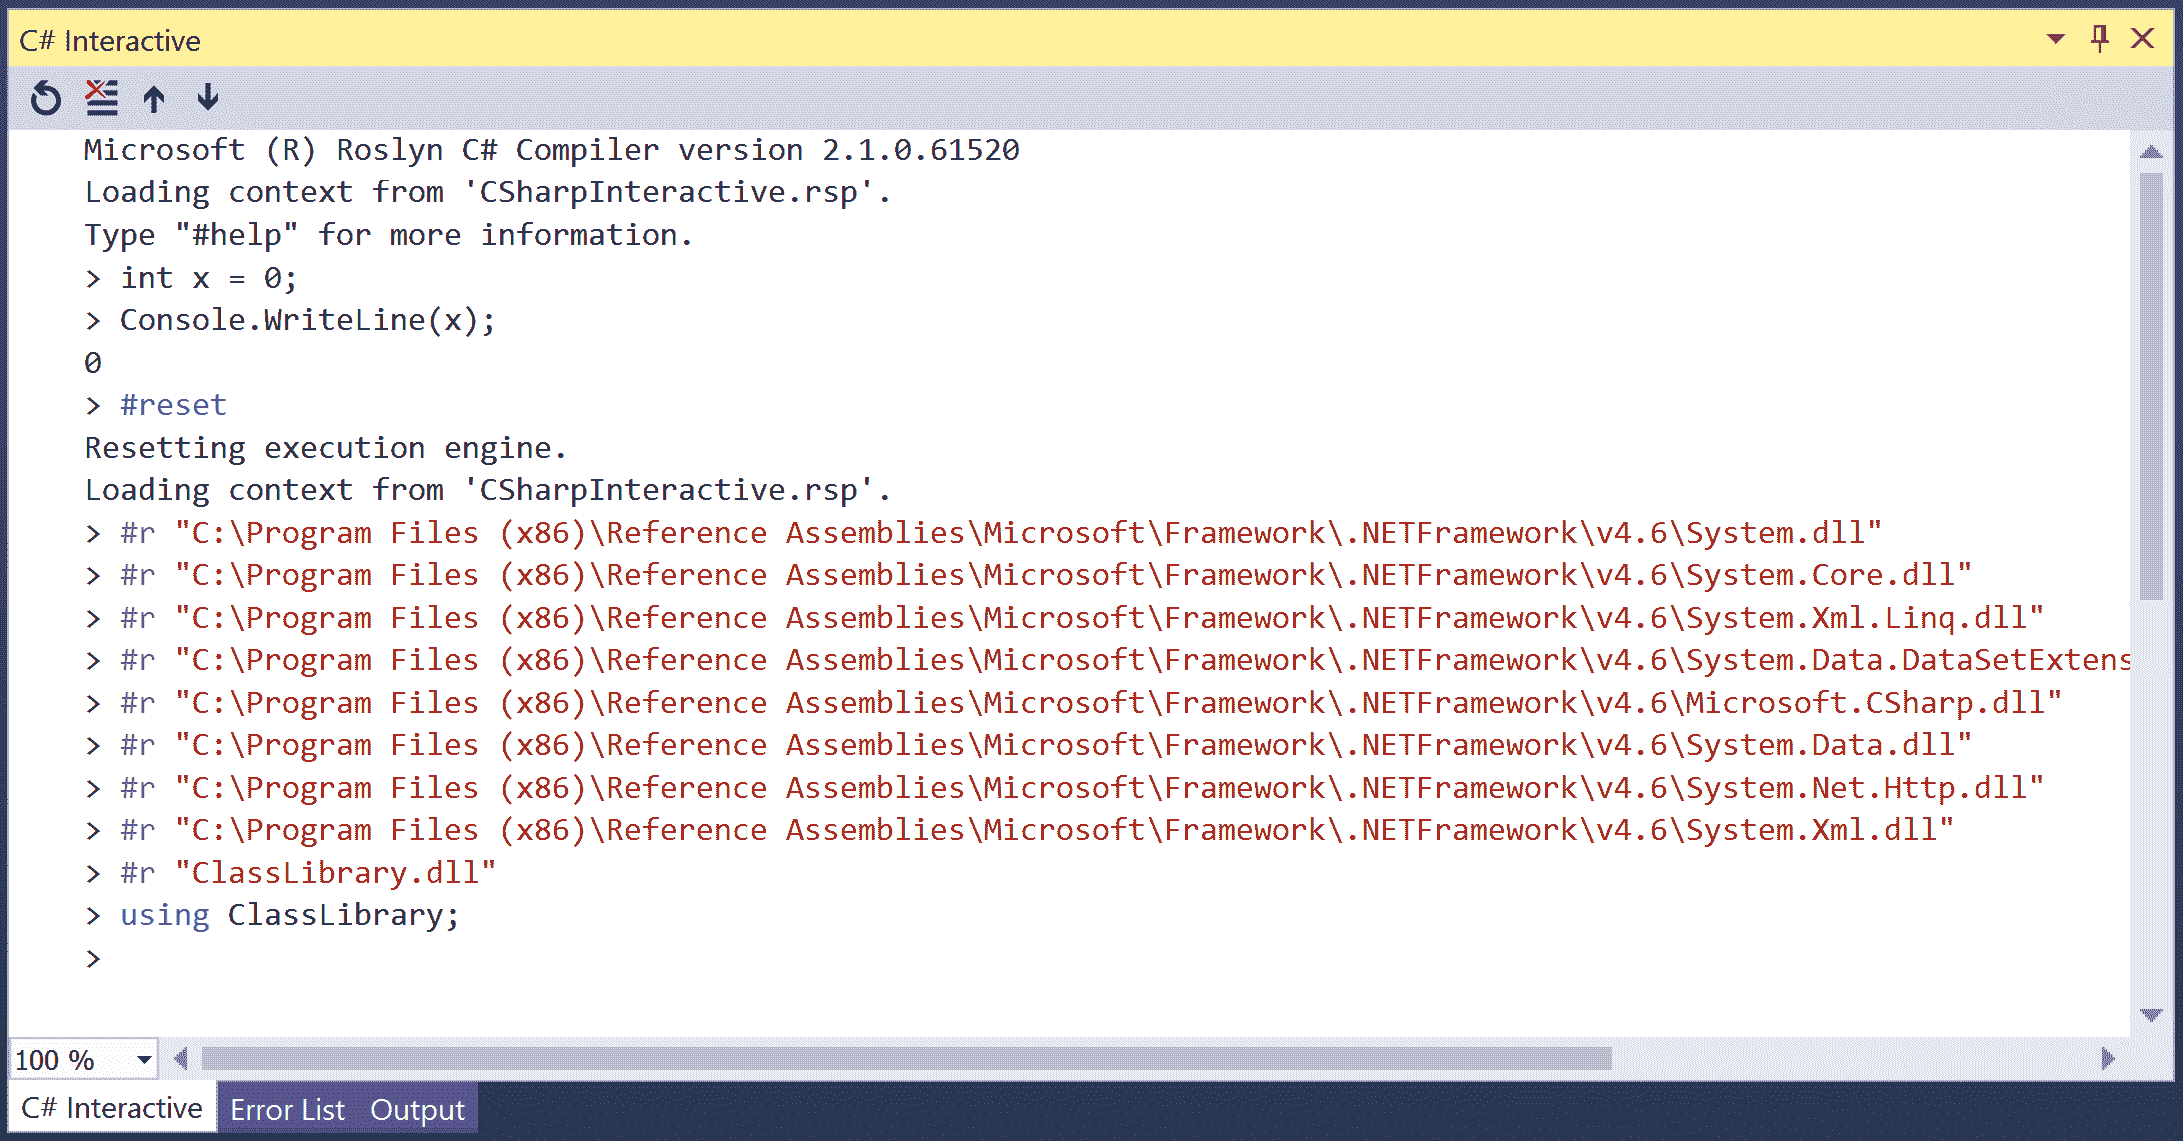 C# Interactive
Microsoft (R) Roslyn C# Compiler version 2.1.0.61520
Loading context from 'CSharpInteractive.rsp'.
Type "#help" for more information.
> int x = 0;
> Console.WriteLine(x);
0
> #reset
Resetting execution engine.
Loading context from 'CSharpInteractive.rsp'.
> #r "C:\Program Files (x86)\Reference Assemblies\Microsoft\Framework\.NETFramework\v4.6\System.dll"
> #r "C:\Program Files (x86)\Reference Assemblies\Microsoft\Framework\.NETFramework\v4.6\System.Core.dll"
> #r "C:\Program Files (x86)\Reference Assemblies\Microsoft\Framework\.NETFramework\v4.6\System.Xml.Linq.dll"
> #r "C:\Program Files (x86)\Reference Assemblies\Microsoft\Framework\.NETFramework\v4.6\System.Data.DataSetExtens
> #r "C:\Program Files (x86)\Reference Assemblies\Microsoft\Framework\.NETFramework\v4.6\Microsoft.CSharp.dll"
> #r "C:\Program Files (x86)\Reference Assemblies\Microsoft\Framework\.NETFramework\v4.6\System.Data.dll"
> #r "C:\Program Files (x86)\Reference Assemblies\Microsoft\Framework\.NETFramework\v4.6\System.Net.Http.dll"
> #r "C:\Program Files (x86)\Reference Assemblies\Microsoft\Framework\.NETFramework\v4.6\System.Xml.dll"
> #r "ClassLibrary.dll"
> using ClassLibrary;
>
100 %
C# Interactive Error List Output